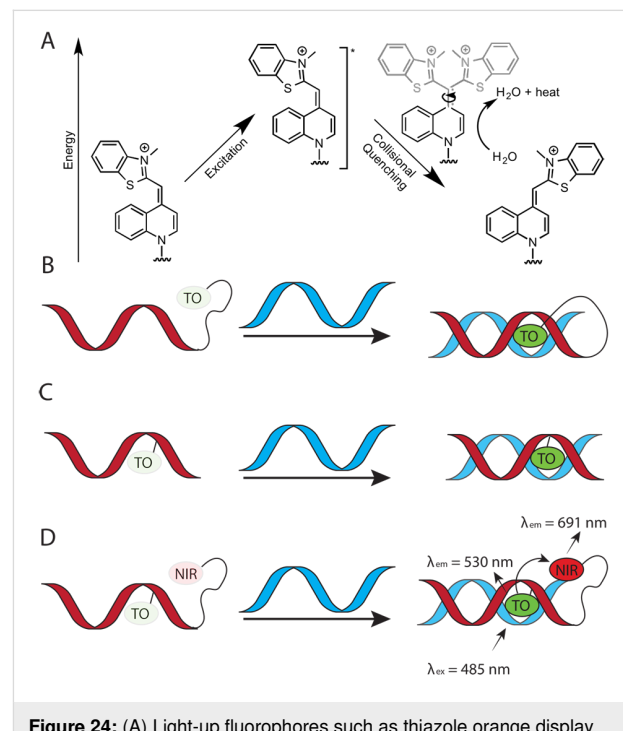 A
Energy
N
⊕
S
N
Excitation
N
⊕
S
N
*
Collisional
Quenching
N
⊕
S
N
⊕
S
N
H₂O + heat
H₂O
N
⊕
S
N
B
TO
TO
C
TO
TO
D
NIR
TO
λem = 691 nm
λem = 530 nm
NIR
TO
λex = 485 nm
Figure 24: (A) Light-up fluorophores such as thiazole orange display